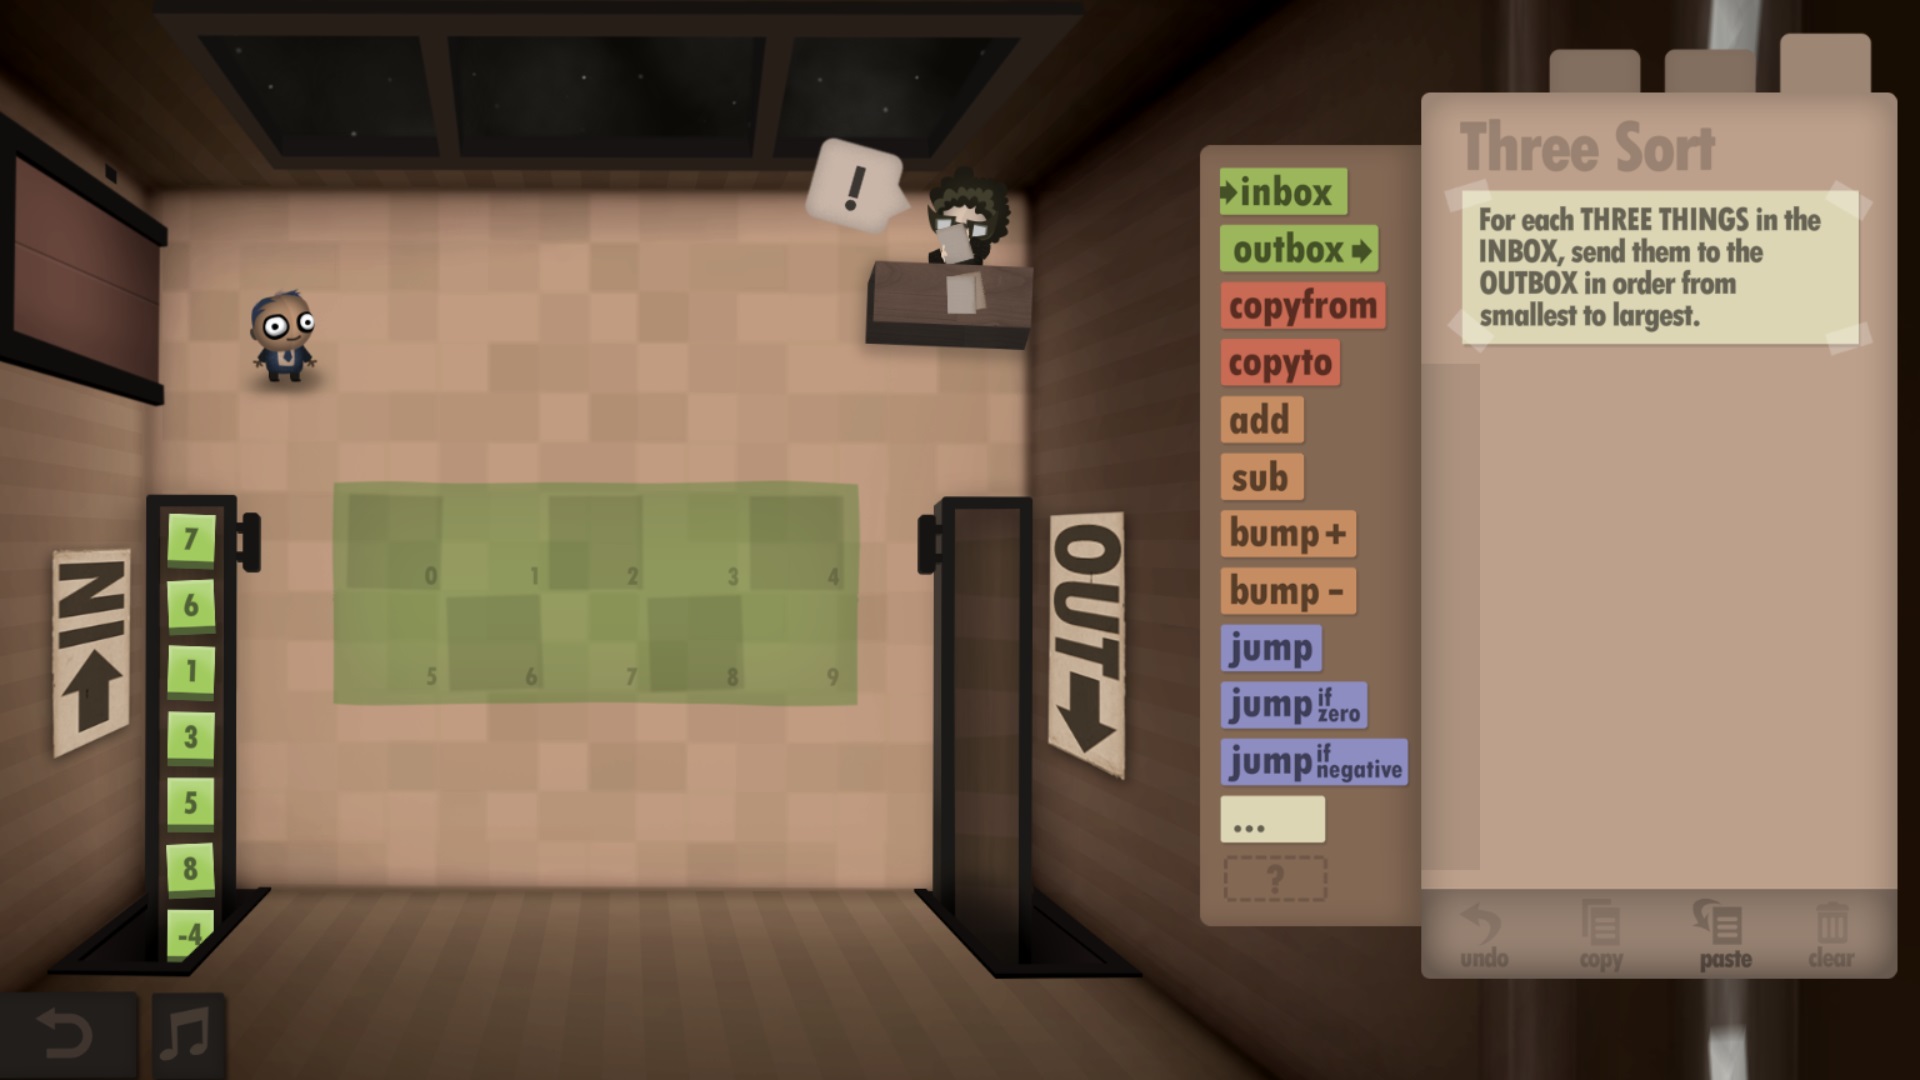 !
IN
7
6
1
3
5
8
-4
0 1 2 3 4
5 6 7 8 9
OUT
inbox
outbox
copyfrom
copyto
add
sub
bump +
bump -
jump
jump if zero
jump if negative
...
?
Three Sort
For each THREE THINGS in the
INBOX, send them to the
OUTBOX in order from
smallest to largest.
undo
copy
paste
clear